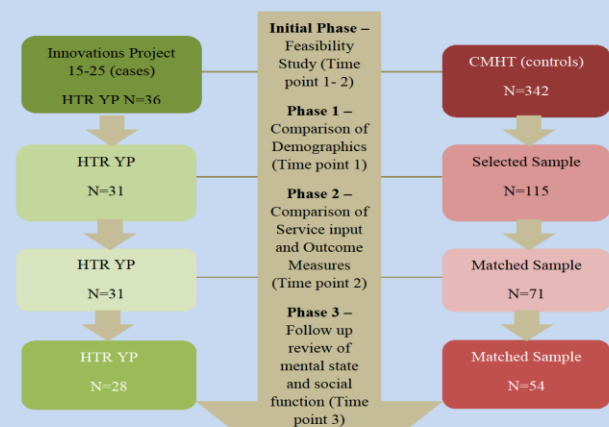 Innovations Project
15-25 (cases)
HTR YP N=36
HTR YP
N=31
HTR YP
N=31
HTR YP
N=28
Initial Phase –
Feasibility
Study (Time
point 1- 2)
Phase 1 –
Comparison of
Demographics
(Time point 1)
Phase 2 –
Comparison of
Service input
and Outcome
Measures
(Time point 2)
Phase 3 –
Follow up
review of
mental state
and social
function (Time
point 3)
CMHT (controls)
N=342
Selected Sample
N=115
Matched Sample
N=71
Matched Sample
N=54